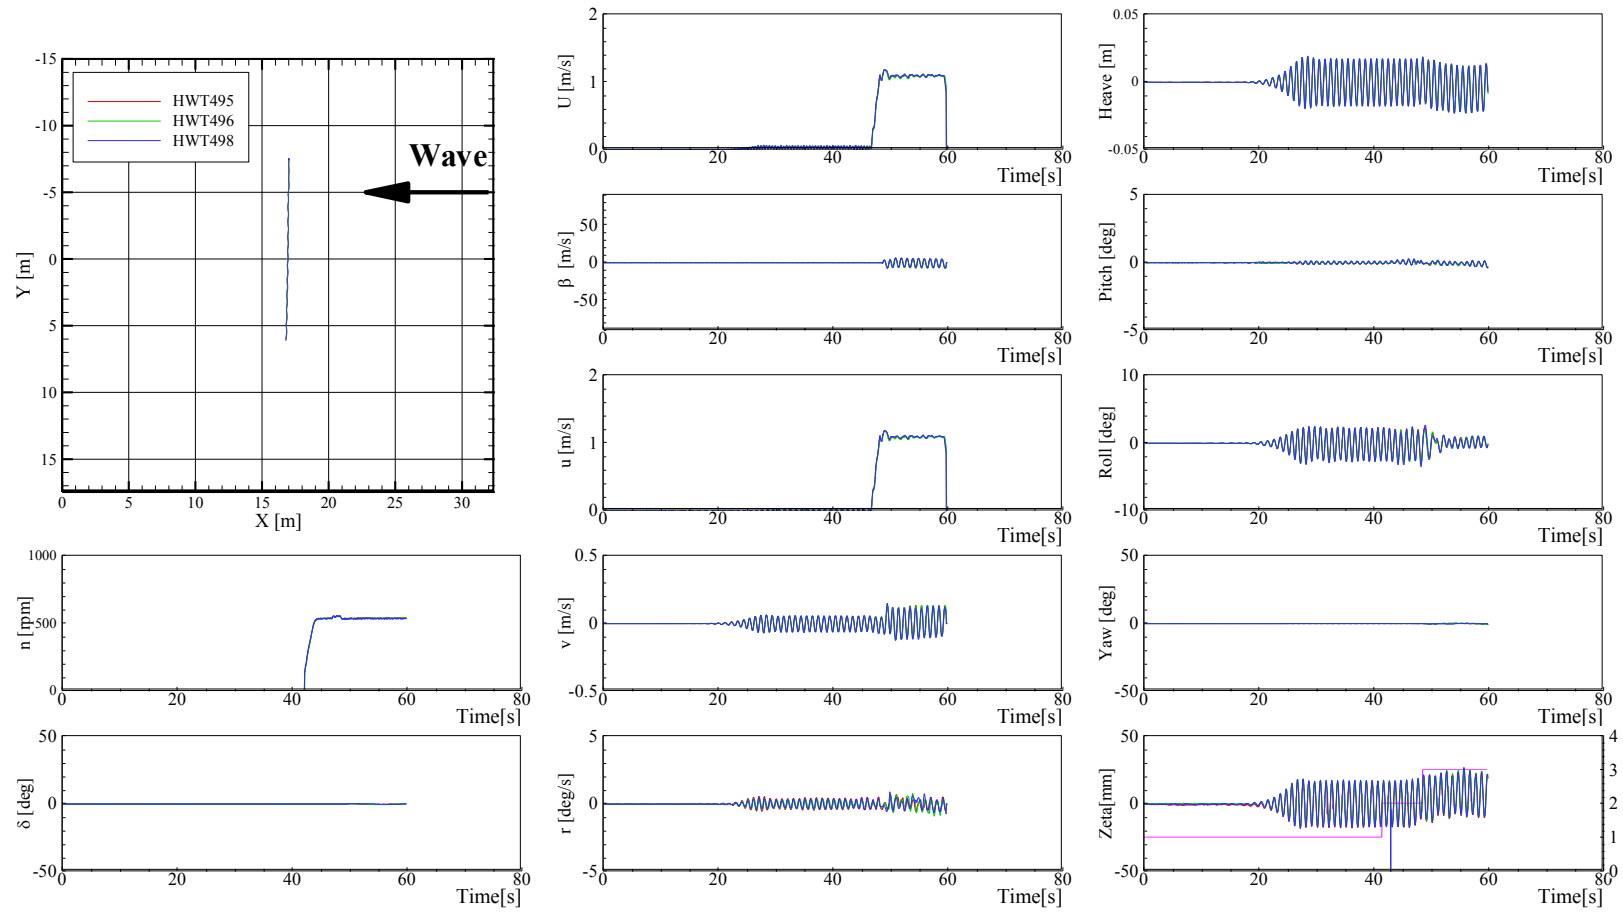 -15
-10
-5
0
5
10
15
Y [m]
HWT495
HWT496
HWT498
Wave
0 5 10 15 20 25 30
X [m]
2
1
0
U [m/s]
0 20 40 60 80
Time[s]
0.05
0
-0.05
Heave [m]
0 20 40 60 80
Time[s]
50
0
-50
β [m/s]
0 20 40 60 80
Time[s]
5
0
-5
Pitch [deg]
0 20 40 60 80
Time[s]
2
1
0
u [m/s]
0 20 40 60 80
Time[s]
10
0
-10
Roll [deg]
0 20 40 60 80
Time[s]
1000
500
0
n [rpm]
0 20 40 60 80
Time[s]
0.5
0
-0.5
v [m/s]
0 20 40 60 80
Time[s]
50
0
-50
Yaw [deg]
0 20 40 60 80
Time[s]
50
0
-50
δ [deg]
0 20 40 60 80
Time[s]
5
0
-5
r [deg/s]
0 20 40 60 80
Time[s]
50
0
-50
Zeta[mm]
4
3
2
1
0
0 20 40 60 80
Time[s]